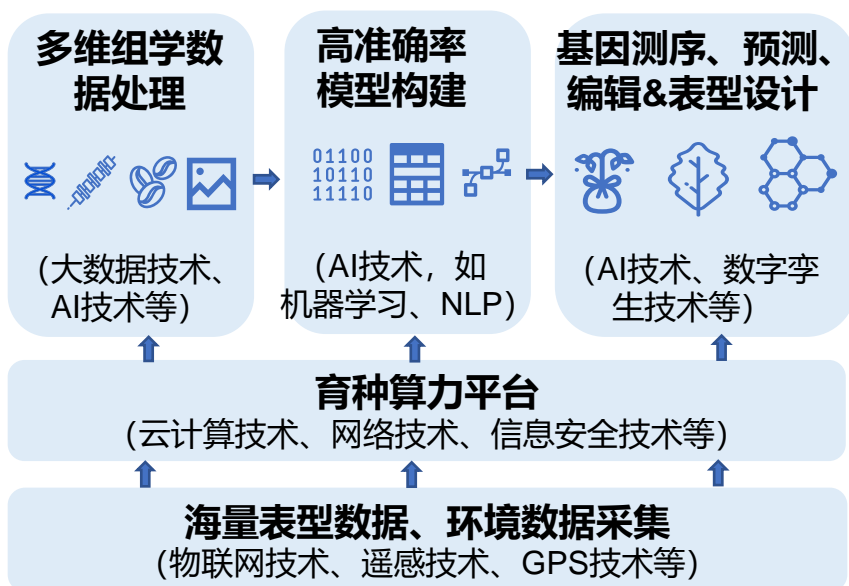 多维组学数
据处理
(大数据技术、
AI技术等)
高准确率
模型构建
01100
10110
11110
(AI技术，如
机器学习、NLP)
基因测序、预测、
编辑&表型设计
(AI技术、数字孪
生技术等)
育种算力平台
(云计算技术、网络技术、信息安全技术等)
海量表型数据、环境数据采集
(物联网技术、遥感技术、GPS技术等)